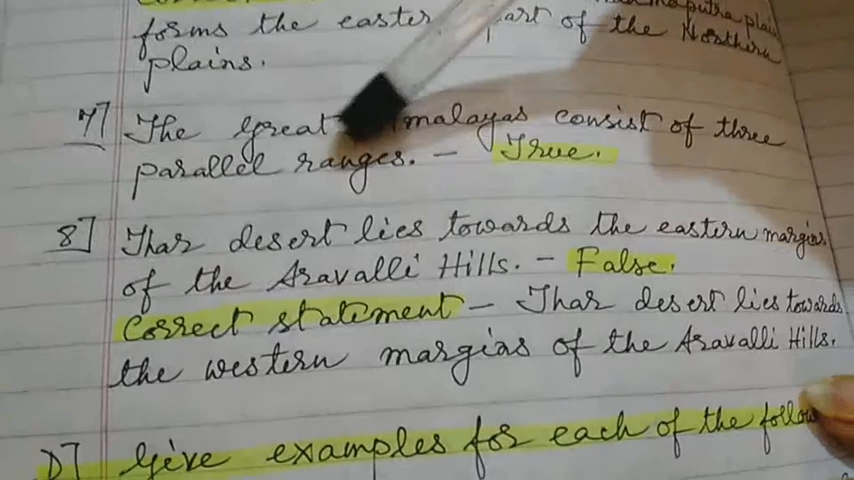 forms the easter part of the Northern
plains.
7] The Great malayas consist of three
parallel ranges. - True.
8] Thar desert lies towards the eastern margins
of the Aravalli Hills. - False.
Correct statement - Thar desert lies towards
the western margins of the Aravalli Hills.
D] Give examples for each of the follow